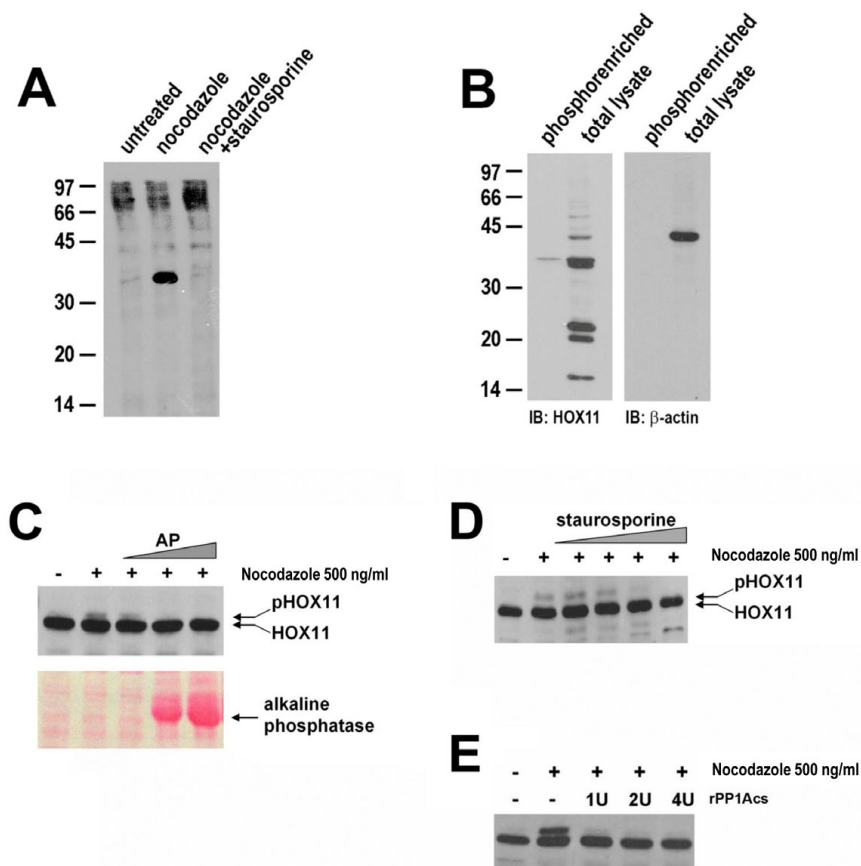 A
untreated
nocodazole
nocodazole
+staurosporine
97
66
45
30
20
14
B
phosphorenriched
total lysate
phosphorenriched
total lysate
97
66
45
30
20
14
IB: HOX11
IB: β-actin
C
AP
- + + + + Nocodazole 500 ng/ml
pHOX11
HOX11
alkaline
phosphatase
D
staurosporine
- + + + + + Nocodazole 500 ng/ml
pHOX11
HOX11
E
- + + + + Nocodazole 500 ng/ml
- - 1U 2U 4U rPP1Acs